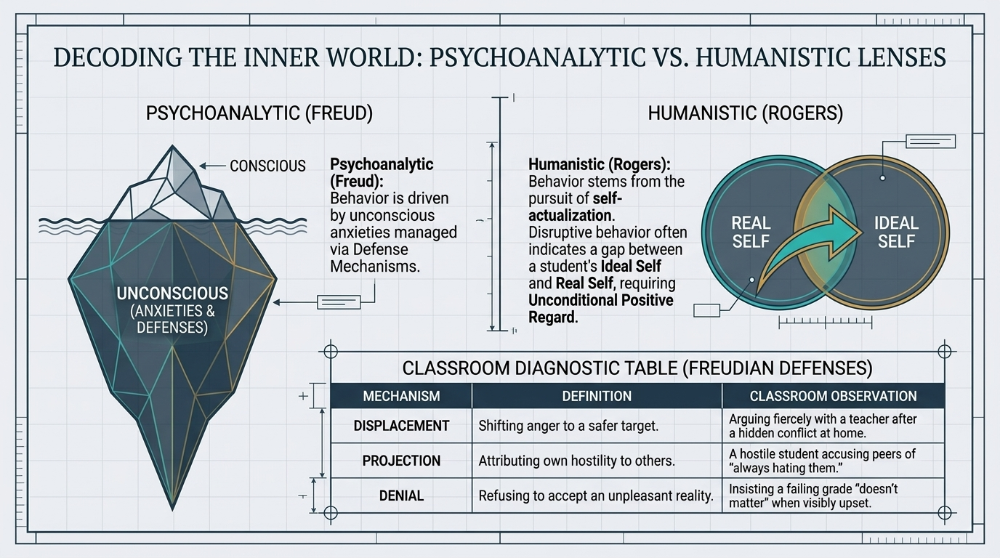 DECODING THE INNER WORLD: PSYCHOANALYTIC VS. HUMANISTIC LENSES
PSYCHOANALYTIC (FREUD)
CONSCIOUS
UNCONSCIOUS
(ANXIETIES &
DEFENSES)
Psychoanalytic
(Freud):
Behavior is driven
by unconscious
anxieties managed
via Defense
Mechanisms.
HUMANISTIC (ROGERS)
Humanistic (Rogers):
Behavior stems from the
pursuit of self-
actualization.
Disruptive behavior often
indicates a gap between
a student's Ideal Self
and Real Self, requiring
Unconditional Positive
Regard.
REAL
SELF
IDEAL
SELF
CLASSROOM DIAGNOSTIC TABLE (FREUDIAN DEFENSES)
MECHANISM
DEFINITION
CLASSROOM OBSERVATION
DISPLACEMENT
Shifting anger to a safer target.
Arguing fiercely with a teacher after
a hidden conflict at home.
PROJECTION
Attributing own hostility to others.
A hostile student accusing peers of
“always hating them.”
DENIAL
Refusing to accept an unpleasant reality.
Insisting a failing grade “doesn’t
matter” when visibly upset.